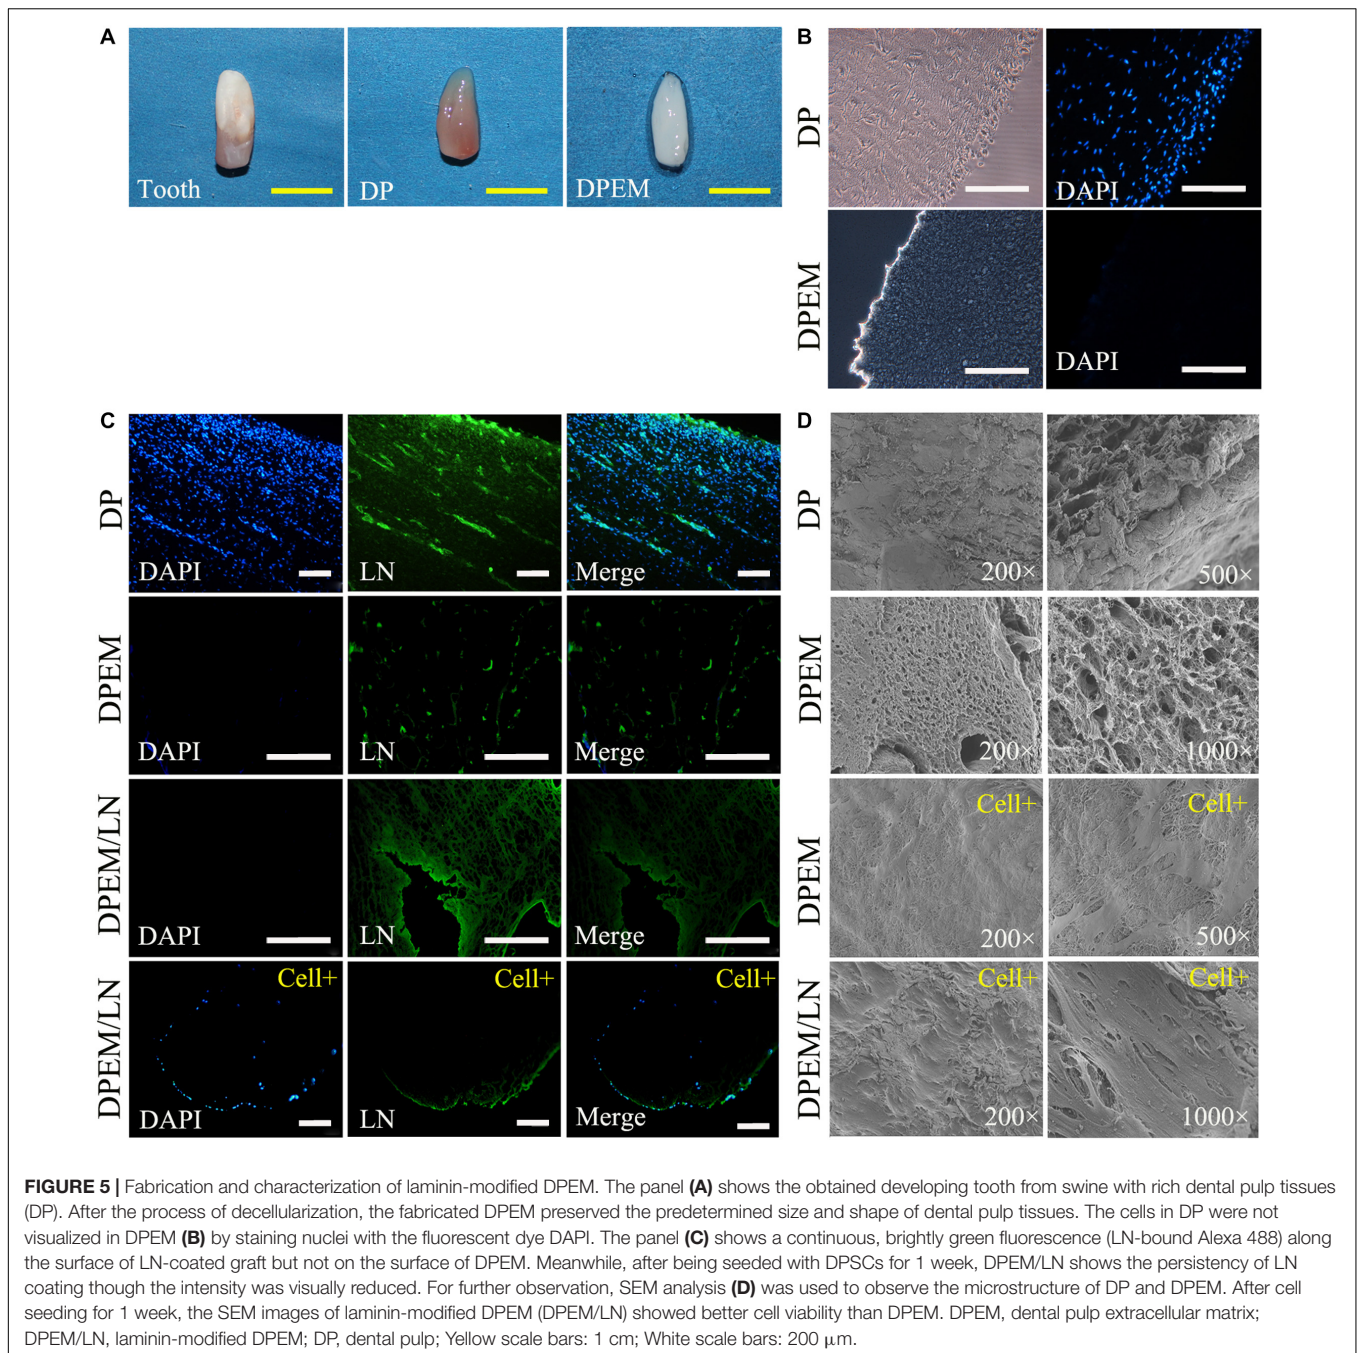 A
Tooth
DP
DPEM
B
DP
DAPI
DPEM
DAPI
C
DP
DAPI
LN
Merge
DPEM
DAPI
LN
Merge
DPEM/LN
DAPI
LN
Merge
DPEM/LN
Cell+
Cell+
Cell+
DAPI
LN
Merge
D
DP
200×
500×
DPEM
200×
1000×
DPEM
Cell+
Cell+
200×
500×
DPEM/LN
Cell+
Cell+
200×
1000×
FIGURE 5 | Fabrication and characterization of laminin-modified DPEM. The panel (A) shows the obtained developing tooth from swine with rich dental pulp tissues
(DP). After the process of decellularization, the fabricated DPEM preserved the predetermined size and shape of dental pulp tissues. The cells in DP were not
visualized in DPEM (B) by staining nuclei with the fluorescent dye DAPI. The panel (C) shows a continuous, brightly green fluorescence (LN-bound Alexa 488) along
the surface of LN-coated graft but not on the surface of DPEM. Meanwhile, after being seeded with DPSCs for 1 week, DPEM/LN shows the persistency of LN
coating though the intensity was visually reduced. For further observation, SEM analysis (D) was used to observe the microstructure of DP and DPEM. After cell
seeding for 1 week, the SEM images of laminin-modified DPEM (DPEM/LN) showed better cell viability than DPEM. DPEM, dental pulp extracellular matrix;
DPEM/LN, laminin-modified DPEM; DP, dental pulp; Yellow scale bars: 1 cm; White scale bars: 200 μm.